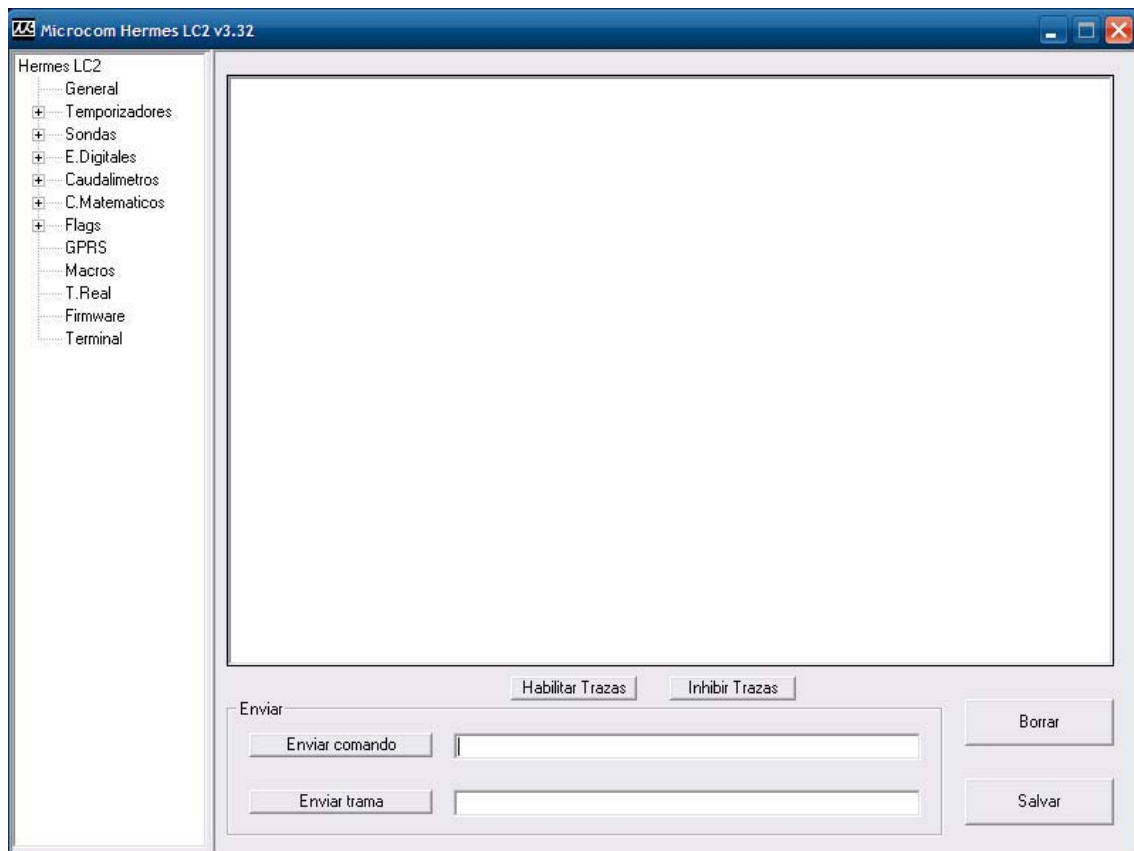 Microcom Hermes LC2 v3.32
Hermes LC2
General
Temporizadores
Sondas
E.Digitales
Caudalimetros
C.Matematicos
Flags
GPRS
Macros
T.Real
Firmware
Terminal
Habilitar Trazas
Inhibir Trazas
Enviar
Enviar comando
Enviar trama
Borrar
Salvar